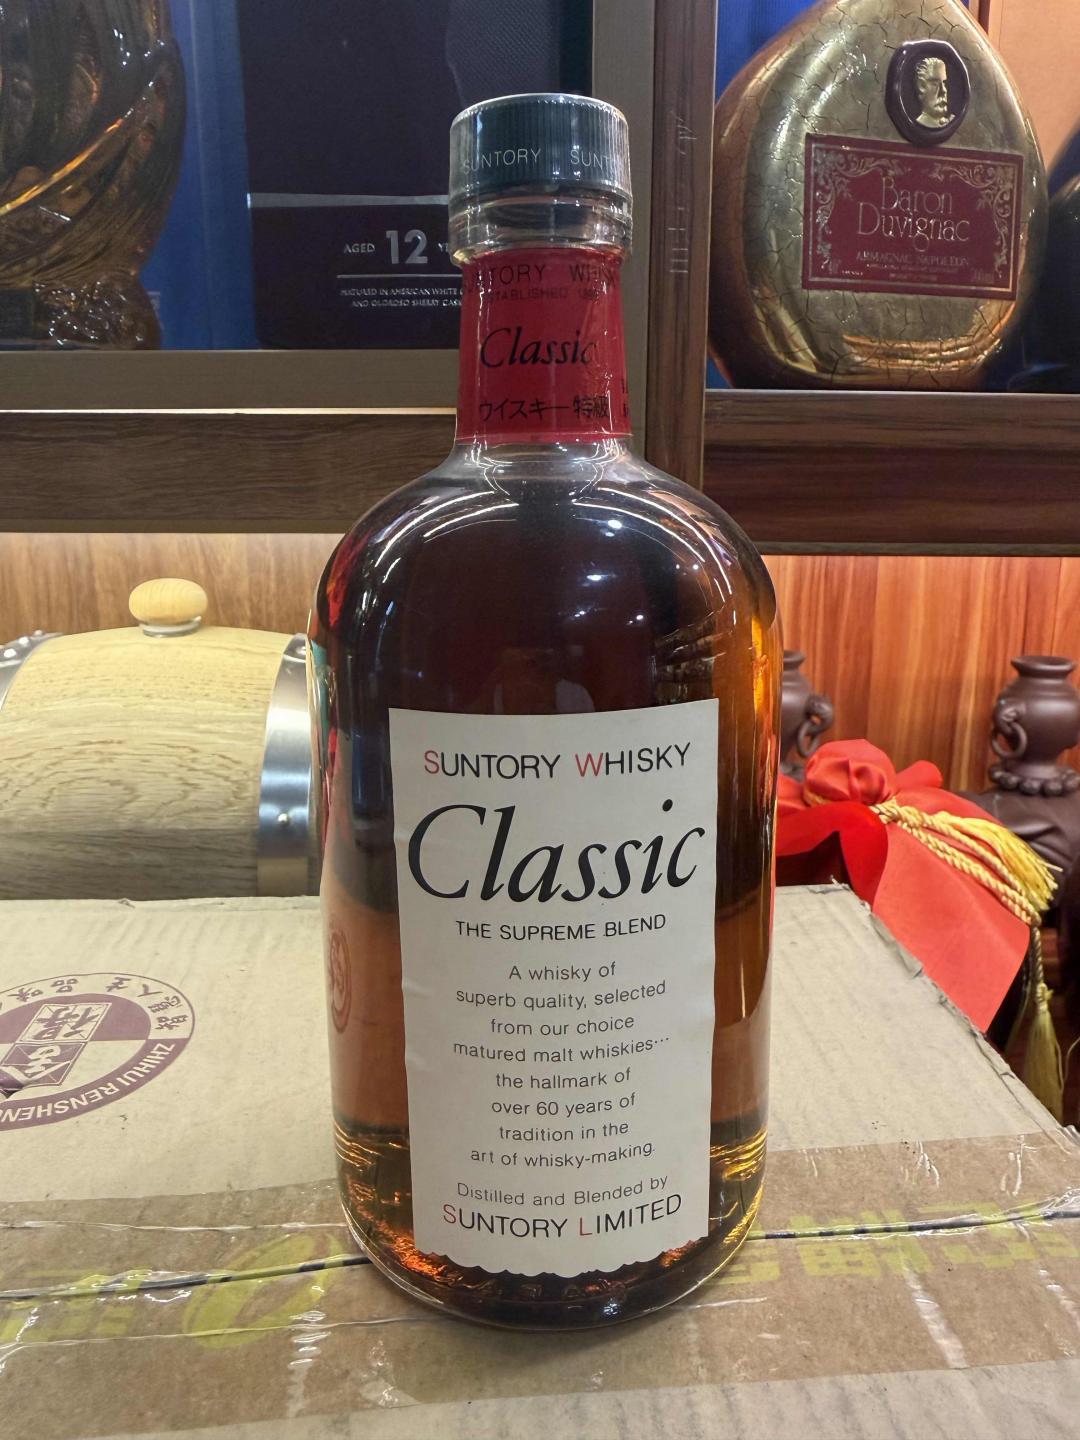 AGED 12
MATURED IN AMERICAN WHITE
AND OLOROSO SHERRY CASK
Baron
Duvignac
ARMAGNAC NAPOLEON
SUNTORY SUNT
SUNTORY WHISKY
ESTABLISHED
Classic
ウイスキー特級
SUNTORY WHISKY
Classic
THE SUPREME BLEND
A whisky of
superb quality, selected
from our choice
matured malt whiskies…
the hallmark of
over 60 years of
tradition in the
art of whisky-making.
Distilled and Blended by
SUNTORY LIMITED
ZHIHUI RENSHENG